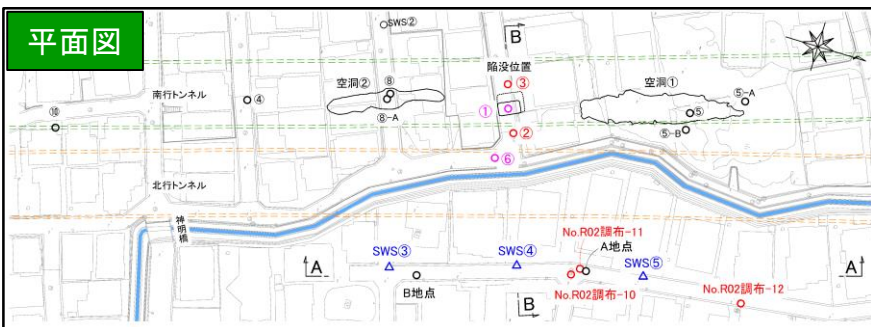 平面図
SWS②
B
陥没位置
空洞②
⑧
③
空洞①
⑤-A
南行トンネル
④
①
⑤
⑩
⑧-A
②
⑤-B
⑥
北行トンネル
神明橋
No.R02調布-11
SWS③
SWS④
A地点
SWS⑤
A
A
B地点
No.R02調布-10
No.R02調布-12
B